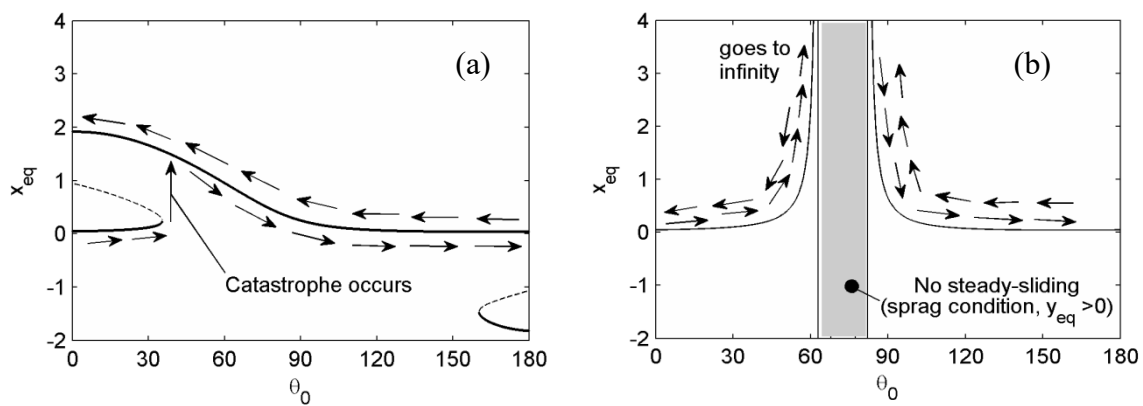 4
3
2
1
0
-1
-2
x_eq
(a)
Catastrophe occurs
0
30
60
90
120
150
180
θ_0
4
3
2
1
0
-1
-2
x_eq
goes to
infinity
(b)
No steady-sliding
(sprag condition, y_eq >0)
0
30
60
90
120
150
180
θ_0